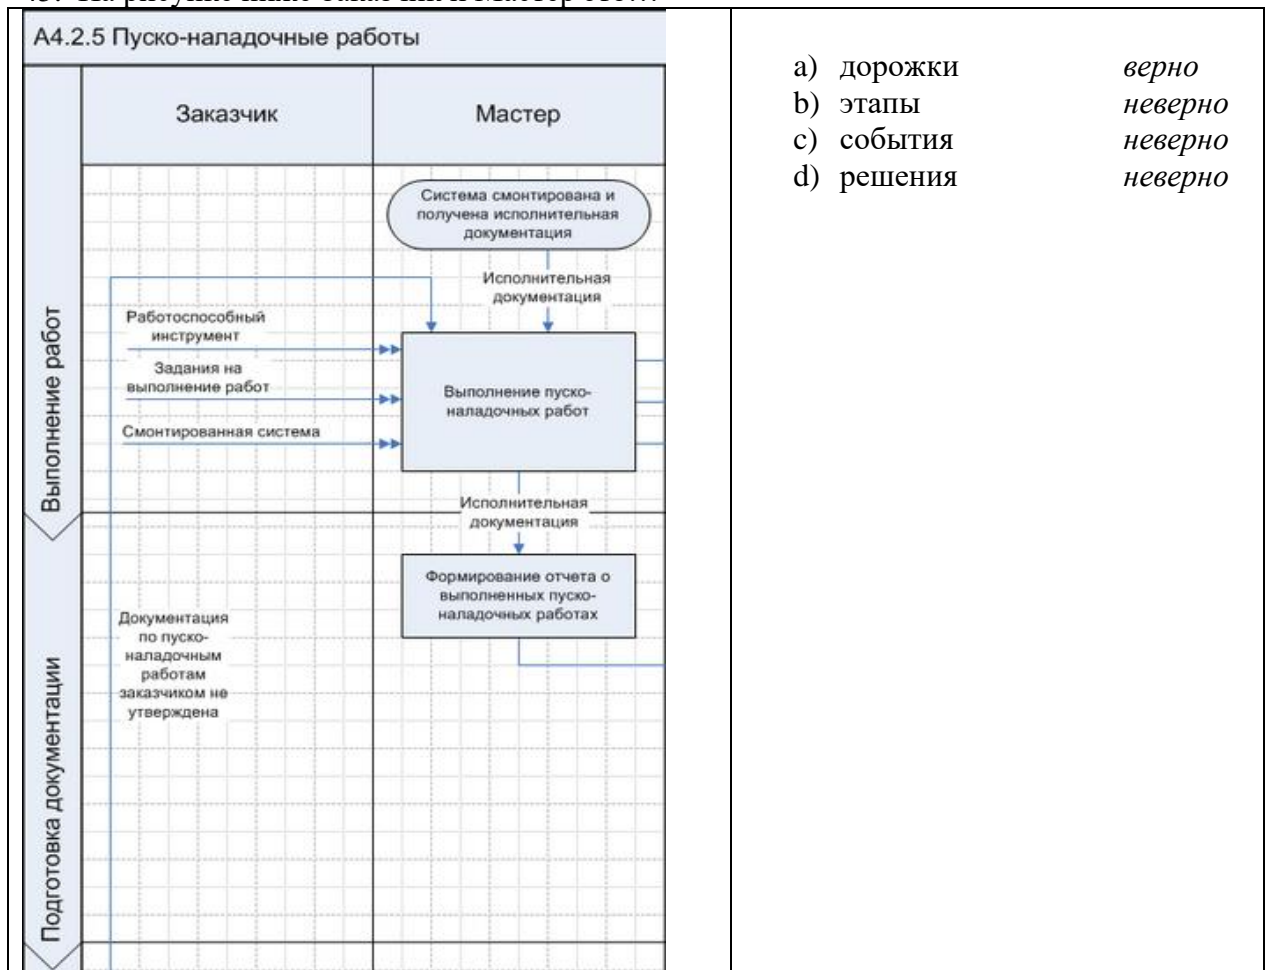 А4.2.5 Пуско-наладочные работы
Заказчик
Мастер
Выполнение работ
Система смонтирована и
получена исполнительная
документация
Исполнительная
документация
Работоспособный
инструмент
Задания на
выполнение работ
Смонтированная система
Выполнение пуско-
наладочных работ
Исполнительная
документация
Подготовка документации
Формирование отчета о
выполненных пуско-
наладочных работах
Документация
по пуско-
наладочным
работам
заказчиком не
утверждена
a) дорожки верно
b) этапы неверно
c) события неверно
d) решения неверно